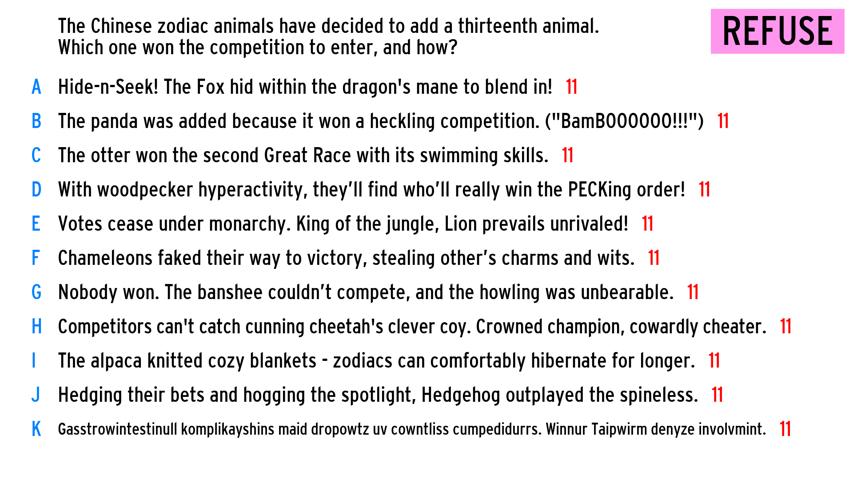 The Chinese zodiac animals have decided to add a thirteenth animal.
Which one won the competition to enter, and how?
REFUSE
A Hide-n-Seek! The Fox hid within the dragon's mane to blend in! 11
B The panda was added because it won a heckling competition. ("BamBOOOOOO!!!") 11
C The otter won the second Great Race with its swimming skills. 11
D With woodpecker hyperactivity, they'll find who'll really win the PECKing order! 11
E Votes cease under monarchy. King of the jungle, Lion prevails unrivaled! 11
F Chameleons faked their way to victory, stealing other's charms and wits. 11
G Nobody won. The banshee couldn't compete, and the howling was unbearable. 11
H Competitors can't catch cunning cheetah's clever coy. Crowned champion, cowardly cheater. 11
I The alpaca knitted cozy blankets - zodiacs can comfortably hibernate for longer. 11
J Hedging their bets and hogging the spotlight, Hedgehog outplayed the spineless. 11
K Gasstrowintestinull komplikayshins maid dropowtz uv cowntliss cumpedidurrs. Winnur Taipwirm denyze involvmint. 11